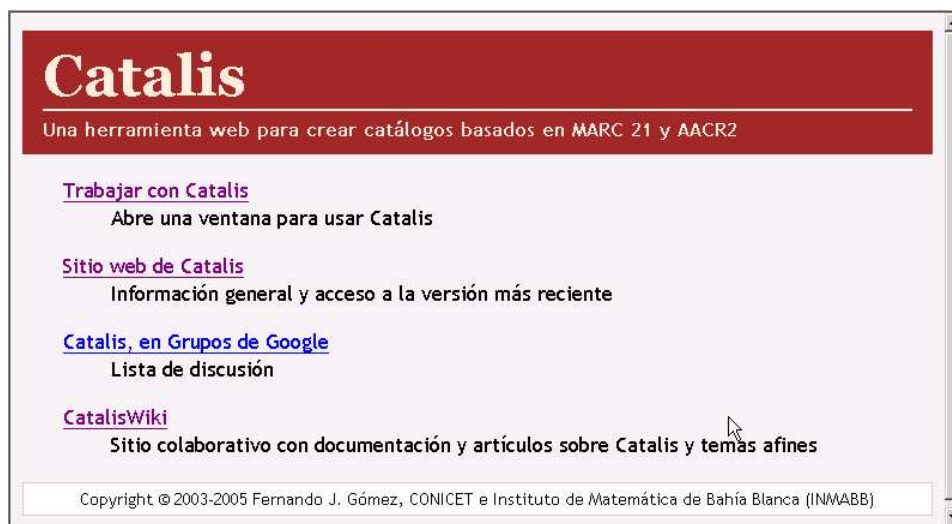 Catalis
Una herramienta web para crear catálogos basados en MARC 21 y AACR2
Trabajar con Catalis
Abre una ventana para usar Catalis
Sitio web de Catalis
Información general y acceso a la versión más reciente
Catalis, en Grupos de Google
Lista de discusión
CatalisWiki
Sitio colaborativo con documentación y artículos sobre Catalis y temas afines
Copyright © 2003-2005 Fernando J. Gómez, CONICET e Instituto de Matemática de Bahía Blanca (INMABB)